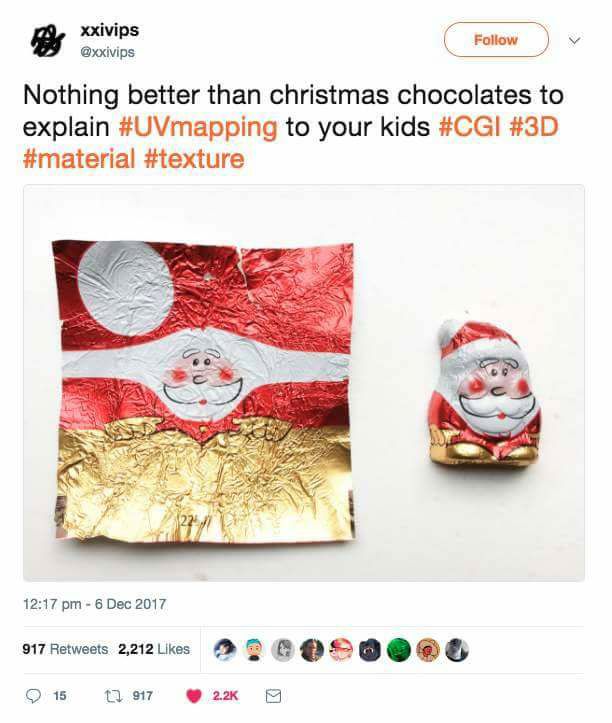 xxivips
@xxivips
Follow
Nothing better than christmas chocolates to
explain #UVmapping to your kids #CGI #3D
#material #texture
12:17 pm - 6 Dec 2017
917 Retweets 2,212 Likes
15 917 2.2K